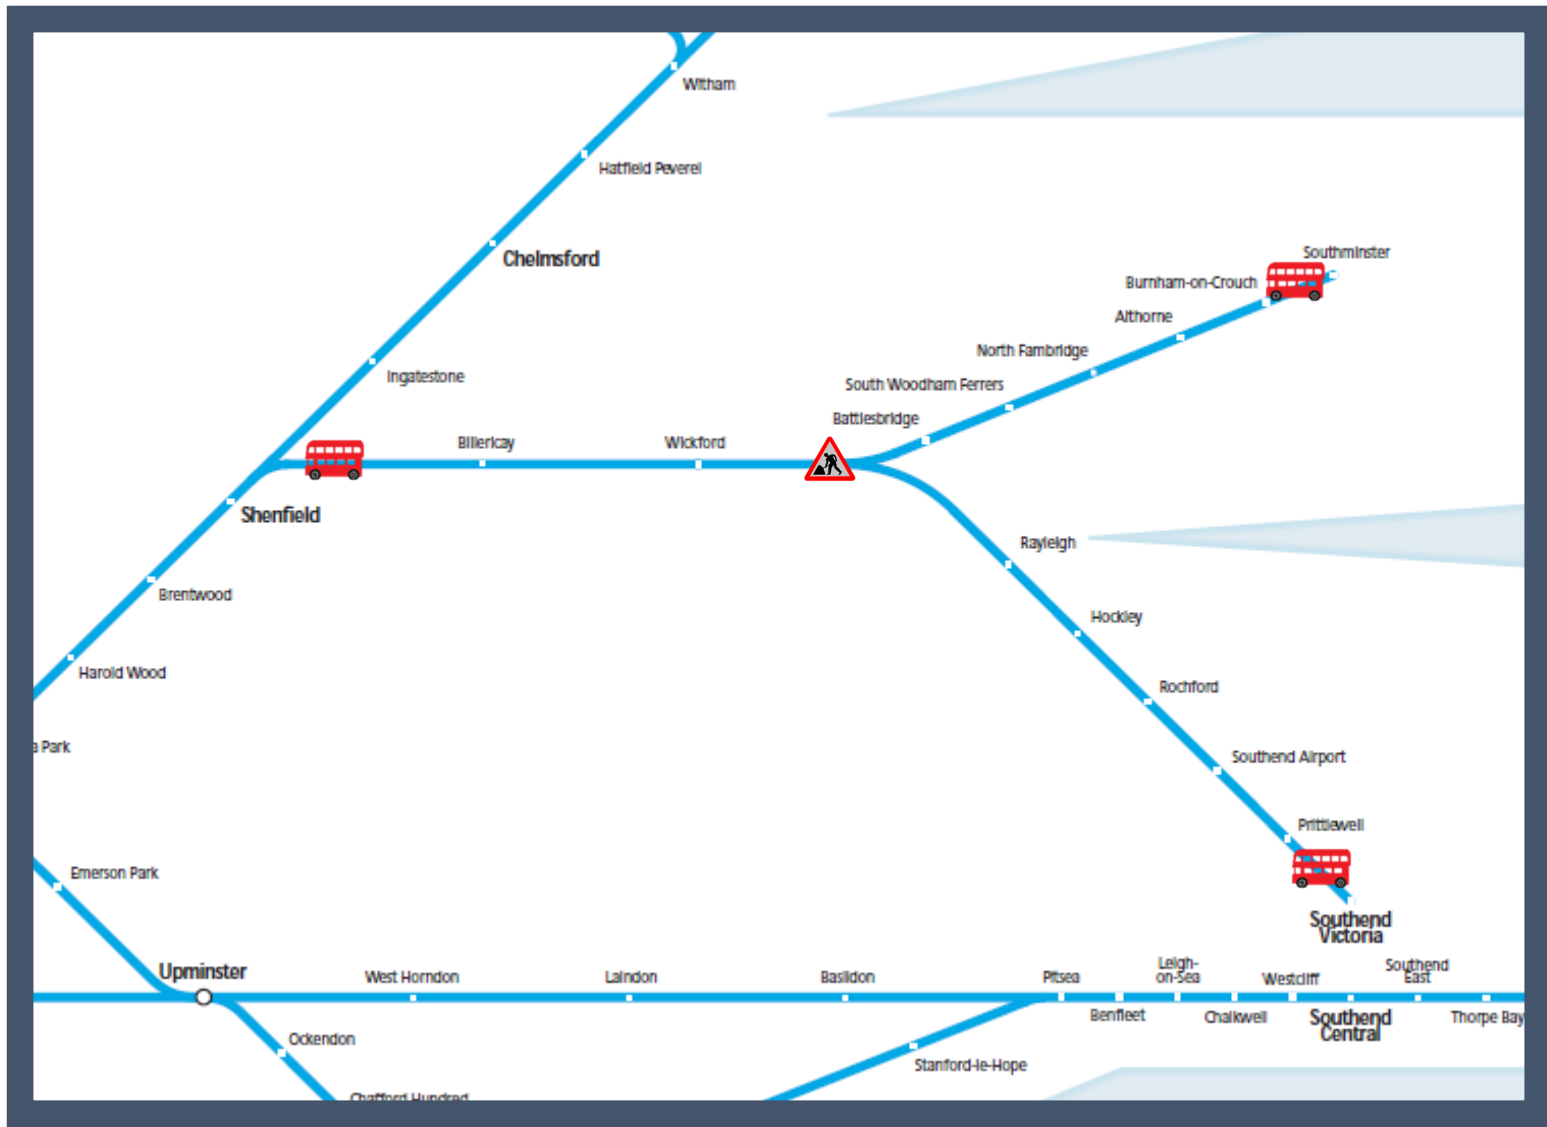 Witham
Hatfield Peverel
Chelmsford
Southminster
Burnham-on-Crouch
Althorne
North Fambridge
Ingatestone
South Woodham Ferrers
Battlesbridge
Billericay
Wickford
Shenfield
Rayleigh
Brentwood
Hockley
Harold Wood
Rochford
a Park
Southend Airport
Prittlewell
Emerson Park
Southend
Victoria
Upminster
West Horndon
Laindon
Basildon
Pitsea
Leigh-
on-Sea
Westcliff
Southend
East
Benfleet
Chalkwell
Southend
Central
Thorpe Bay
Ockendon
Stanford-le-Hope
Chafford Hundred